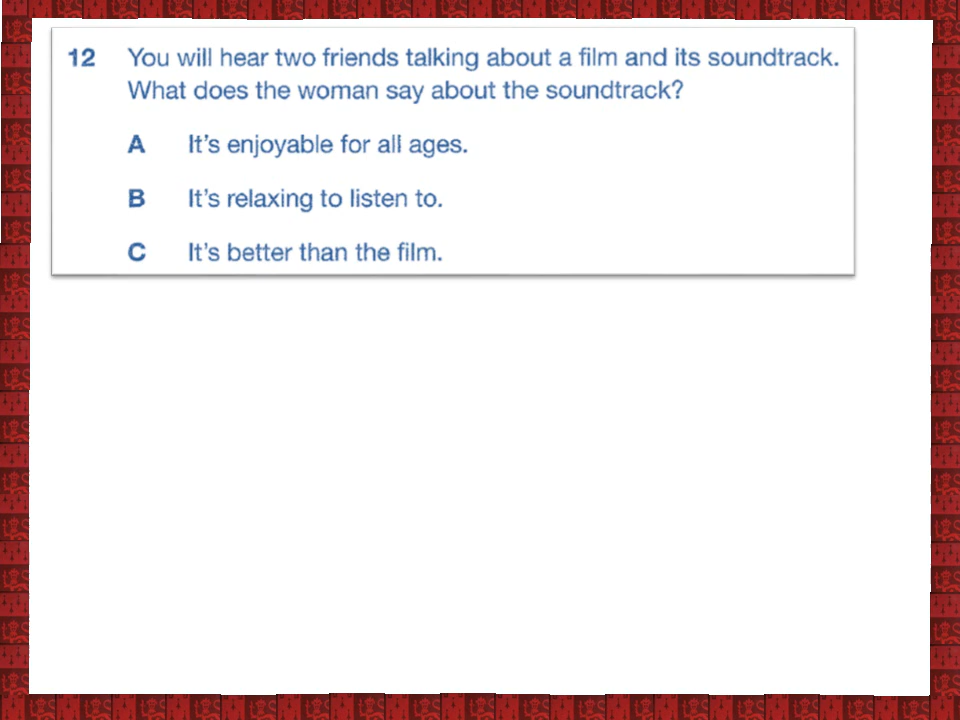 12 You will hear two friends talking about a film and its soundtrack.
What does the woman say about the soundtrack?
A It's enjoyable for all ages.
B It's relaxing to listen to.
C It's better than the film.